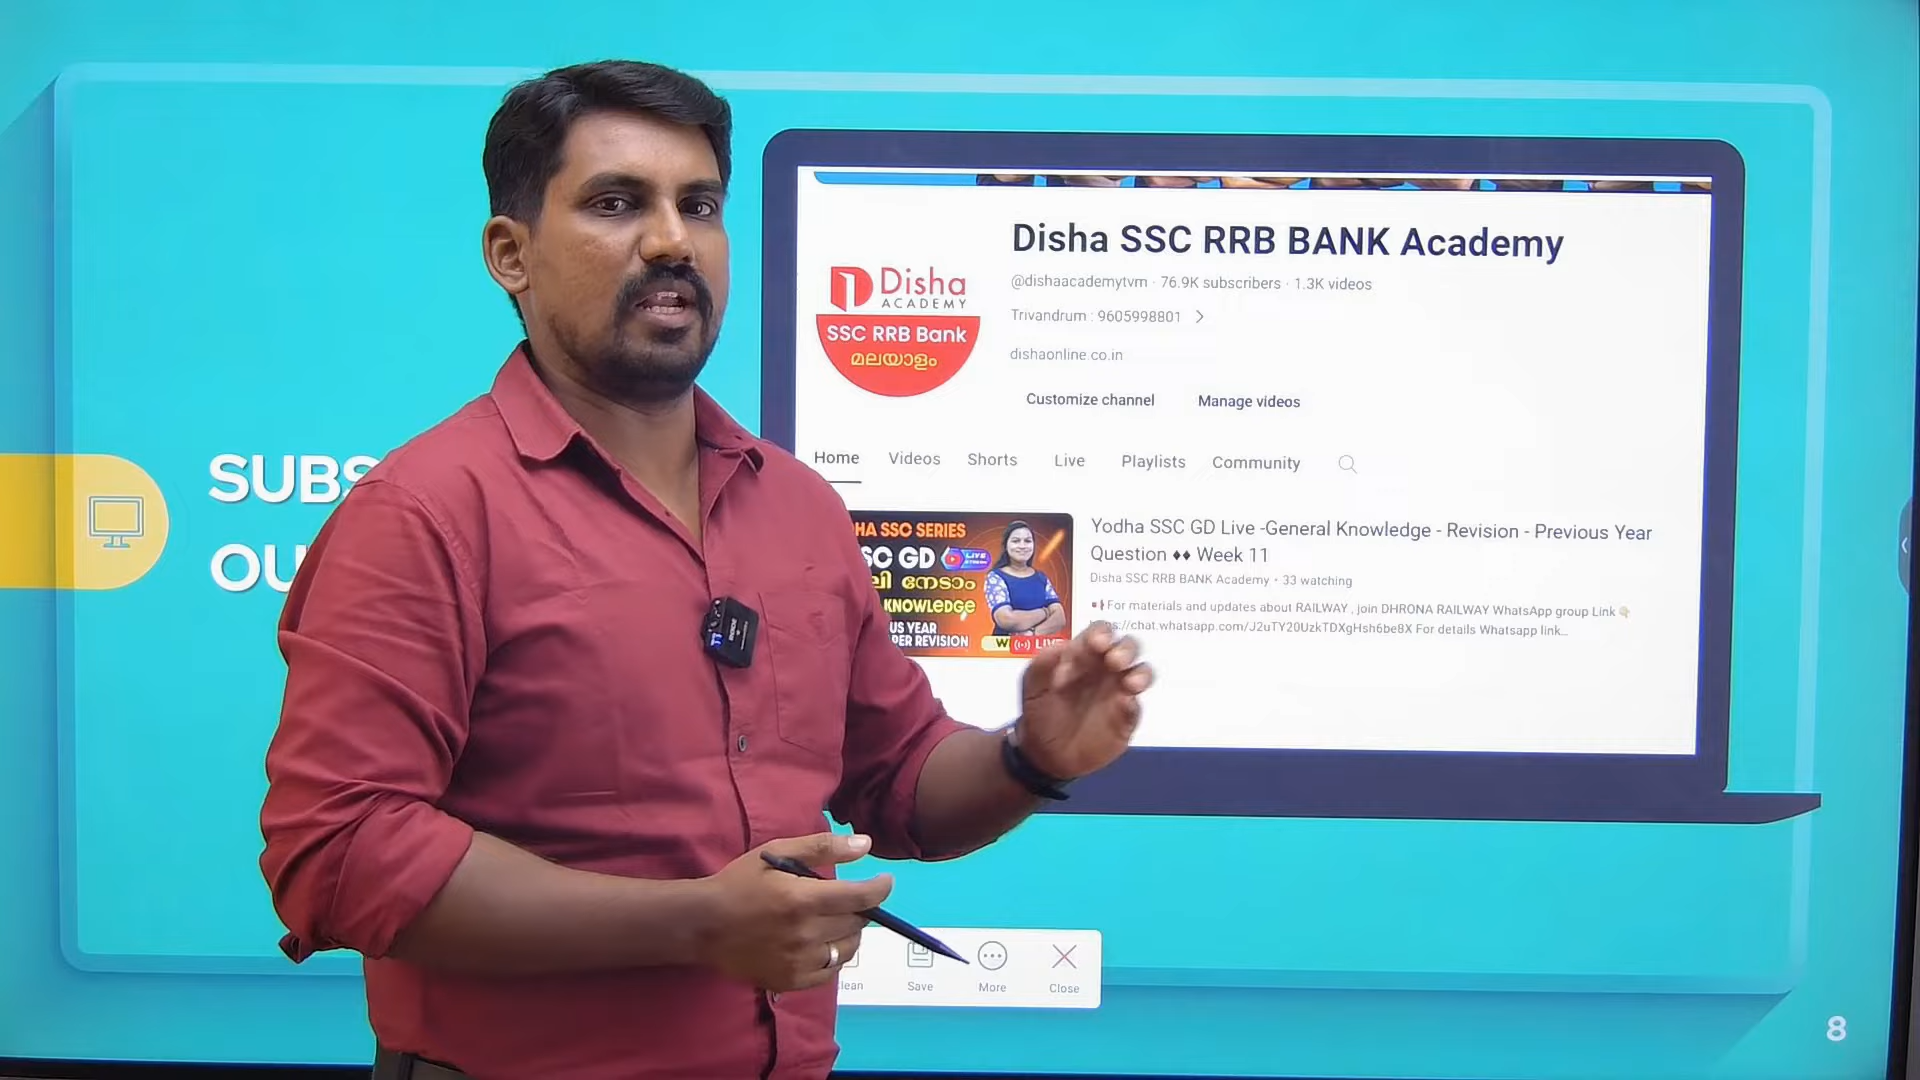 SUBS
OU
Disha SSC RRB BANK Academy
@dishaacademytvm · 76.9K subscribers · 1.3K videos
Trivandrum : 9605998801 >
dishaonline.co.in
Customize channel Manage videos
Disha
ACADEMY
SSC RRB Bank
മലയാളം
Home Videos Shorts Live Playlists Community
HA SSC SERIES
SC GD LIVE
ലി നേടാം
KNOWLEDGE
US YEAR
PER REVISION
LIVE
Yodha SSC GD Live -General Knowledge - Revision - Previous Year
Question ♦♦ Week 11
Disha SSC RRB BANK Academy • 33 watching
For materials and updates about RAILWAY , join DHRONA RAILWAY WhatsApp group Link
://chat.whatsapp.com/J2uTY20UzkTDXgHsh6be8X For details Whatsapp link...
lean Save More Close
8